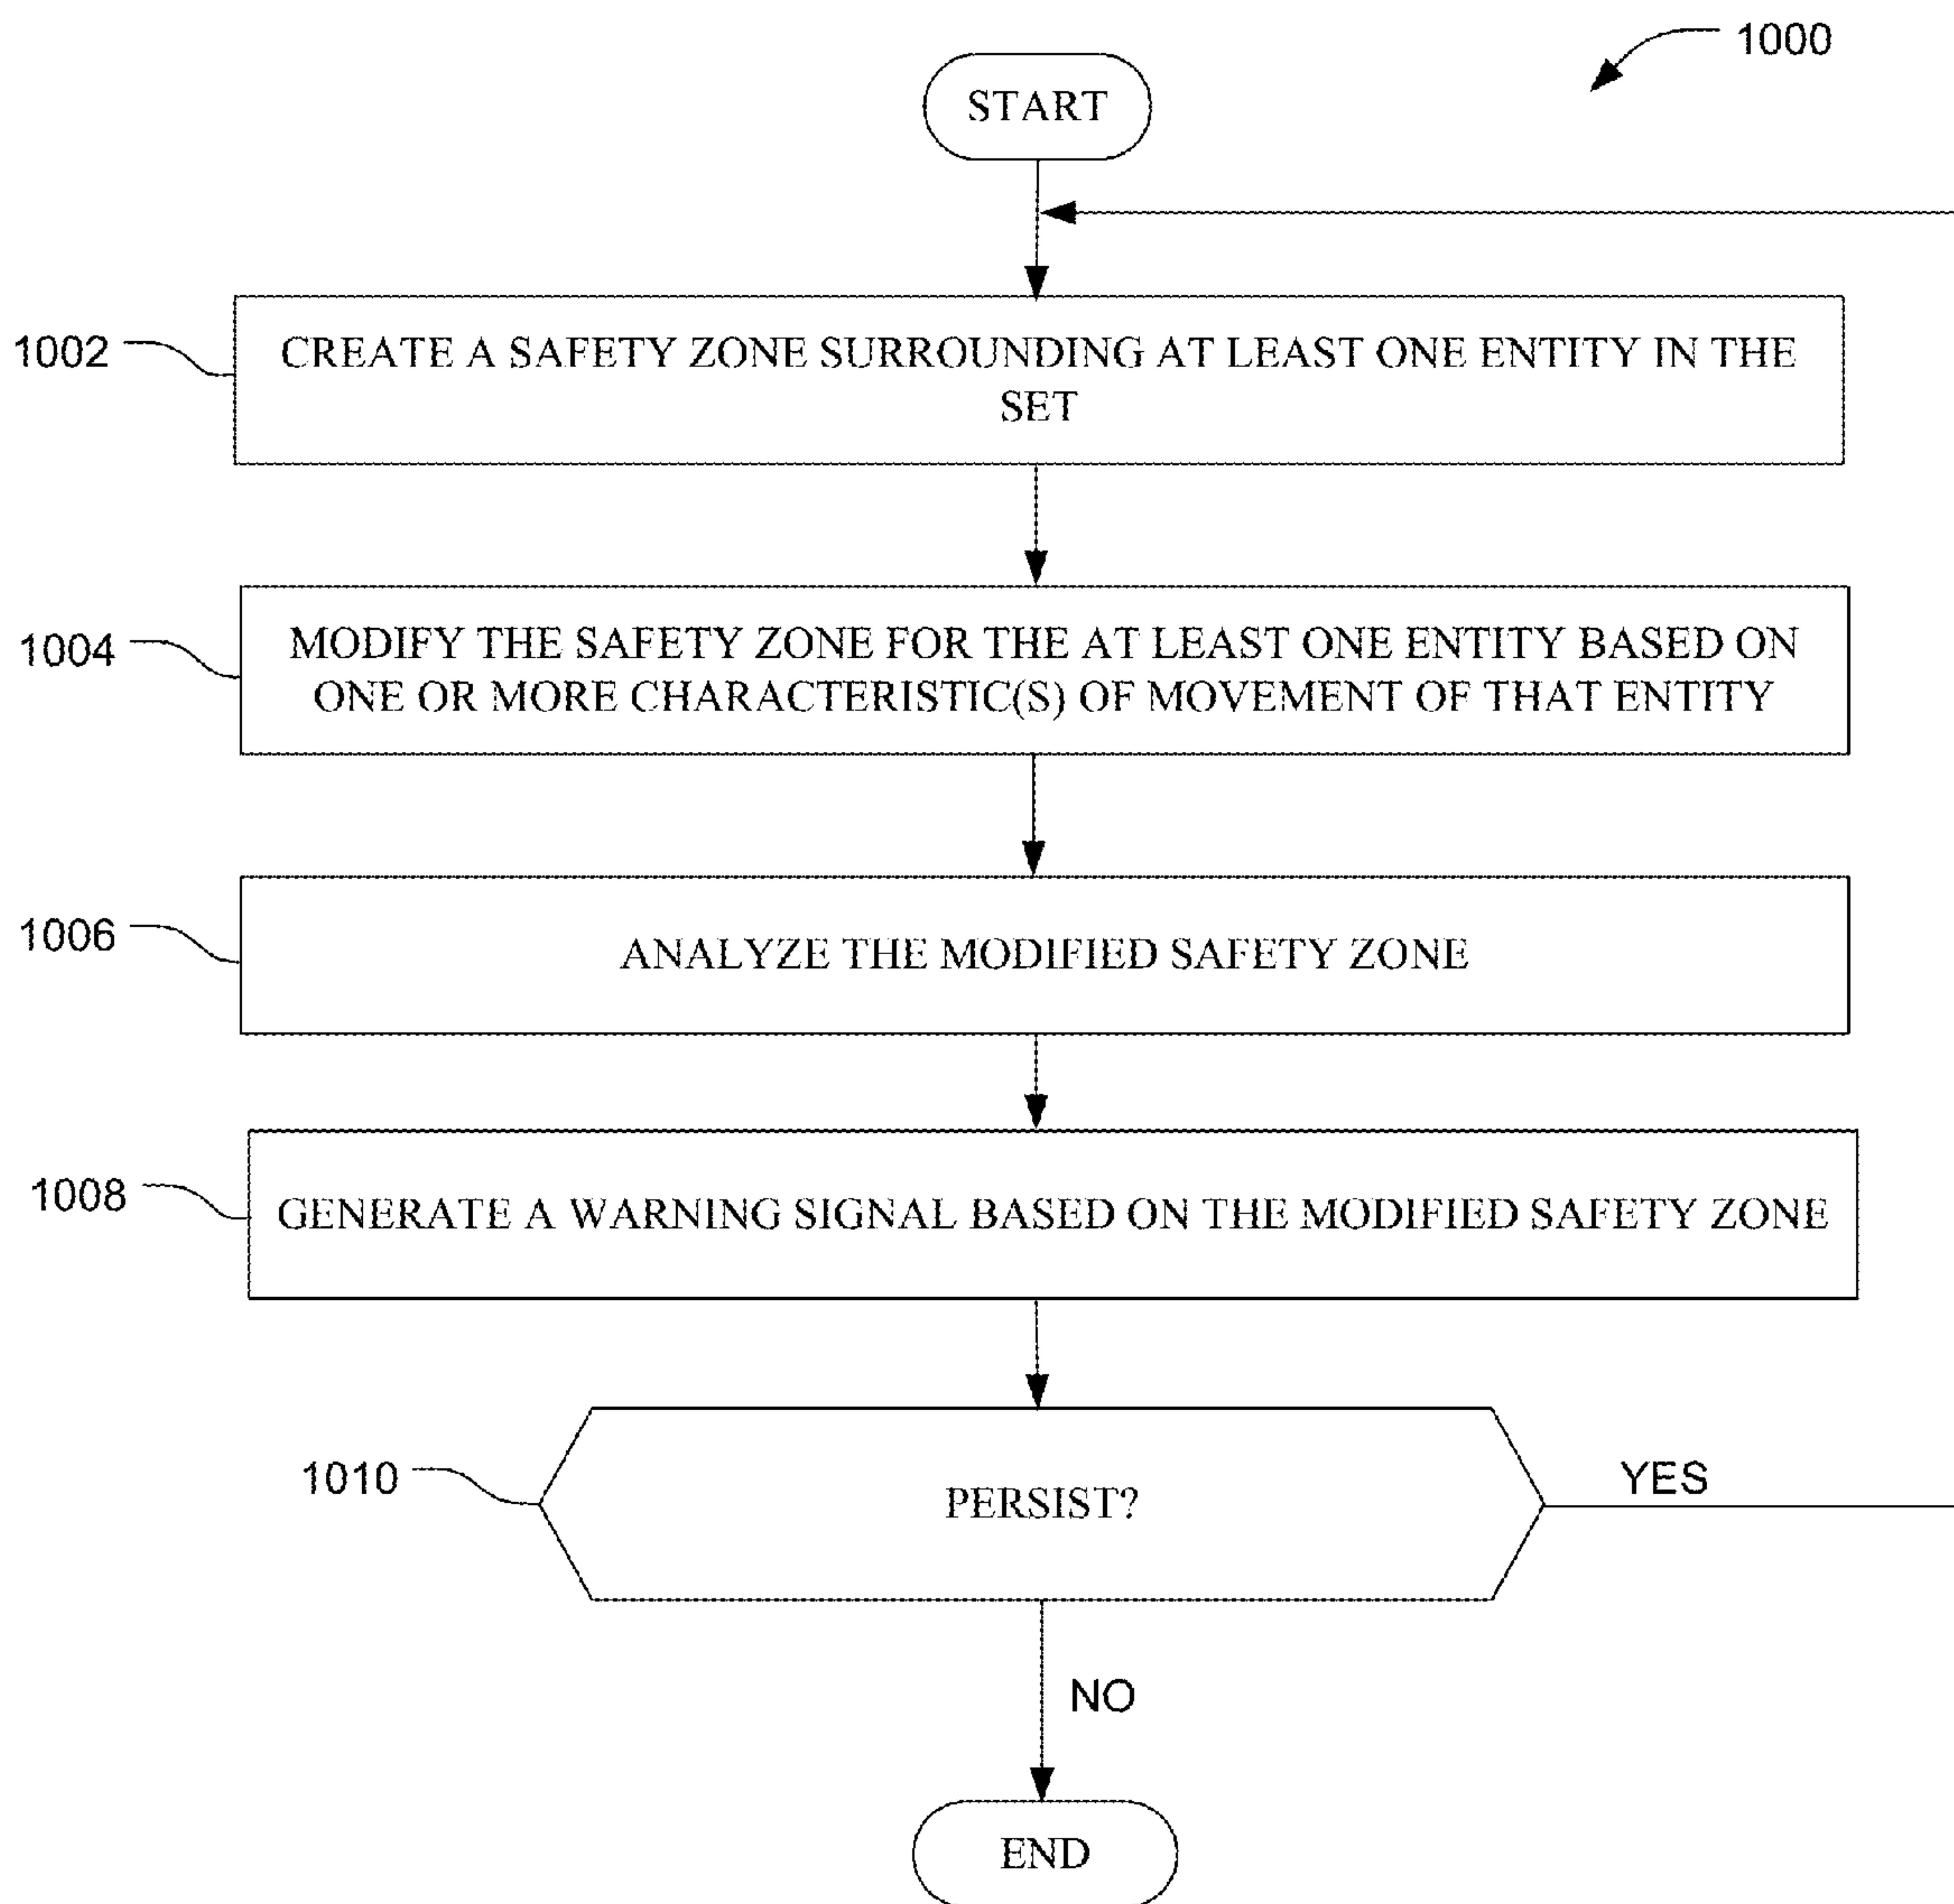 1000
START
1002
CREATE A SAFETY ZONE SURROUNDING AT LEAST ONE ENTITY IN THE
SET
1004
MODIFY THE SAFETY ZONE FOR THE AT LEAST ONE ENTITY BASED ON
ONE OR MORE CHARACTERISTIC(S) OF MOVEMENT OF THAT ENTITY
1006
ANALYZE THE MODIFIED SAFETY ZONE
1008
GENERATE A WARNING SIGNAL BASED ON THE MODIFIED SAFETY ZONE
1010
PERSIST?
YES
NO
END